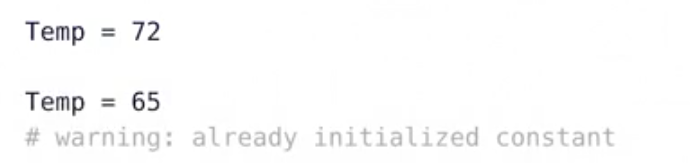 Temp = 72
Temp = 65
# warning: already initialized constant